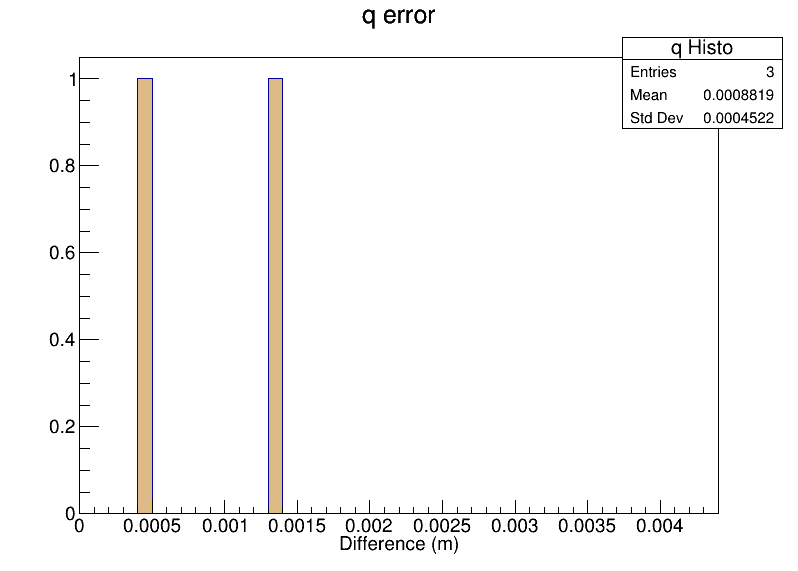 q error
q Histo
Entries 3
Mean 0.0008819
Std Dev 0.0004522
1
0.8
0.6
0.4
0.2
0
0 0.0005 0.001 0.0015 0.002 0.0025 0.003 0.0035 0.004
Difference (m)